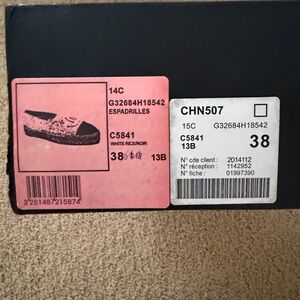 14C
G32684H18542
ESPADRILLES
C5841
WHITE RICE/NOIR
38
13B
3281487215874
CHN507
15C G32684H18542
C5841
13B
38
N° cde client : 2014112
N° réception : 1142952
N° fiche : 01997390